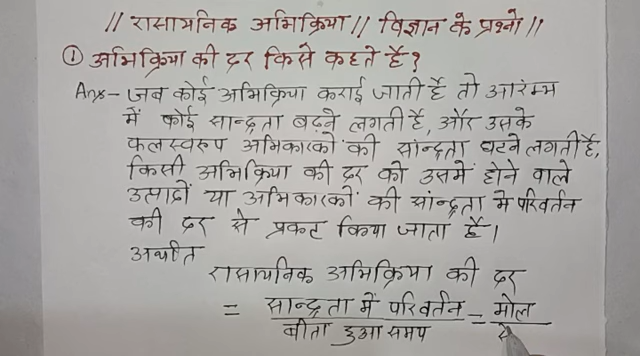 // रासायनिक अभिक्रिया // विज्ञान के प्रश्नो //
① अभिक्रिया की दर किसे कहते है?
Ans- जब कोई अभिक्रिया कराई जाती है तो आरंम्भ
में कोई सान्द्रता बढ़ने लगती है, और उसके
फलस्वरुप अभिकारको की सांन्द्रता घटने लगती है,
किसी अभिक्रिया की दर को उसमें होने वाले
उत्पादों या अभिकारकों की सांन्द्रता मे परिवर्तन
की दर से प्रकट किया जाता है।
अर्थात
रासायनिक अभिक्रिया की दर
= सान्द्रता में परिवर्तन = मोल
बीता हुआ समय